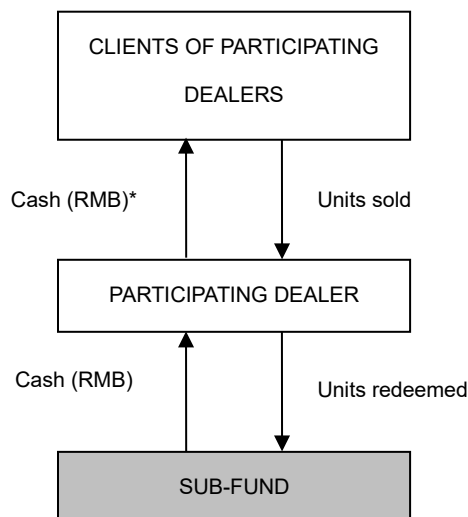 CLIENTS OF PARTICIPATING
DEALERS
Cash (RMB)*
Units sold
PARTICIPATING DEALER
Cash (RMB)
Units redeemed
SUB-FUND